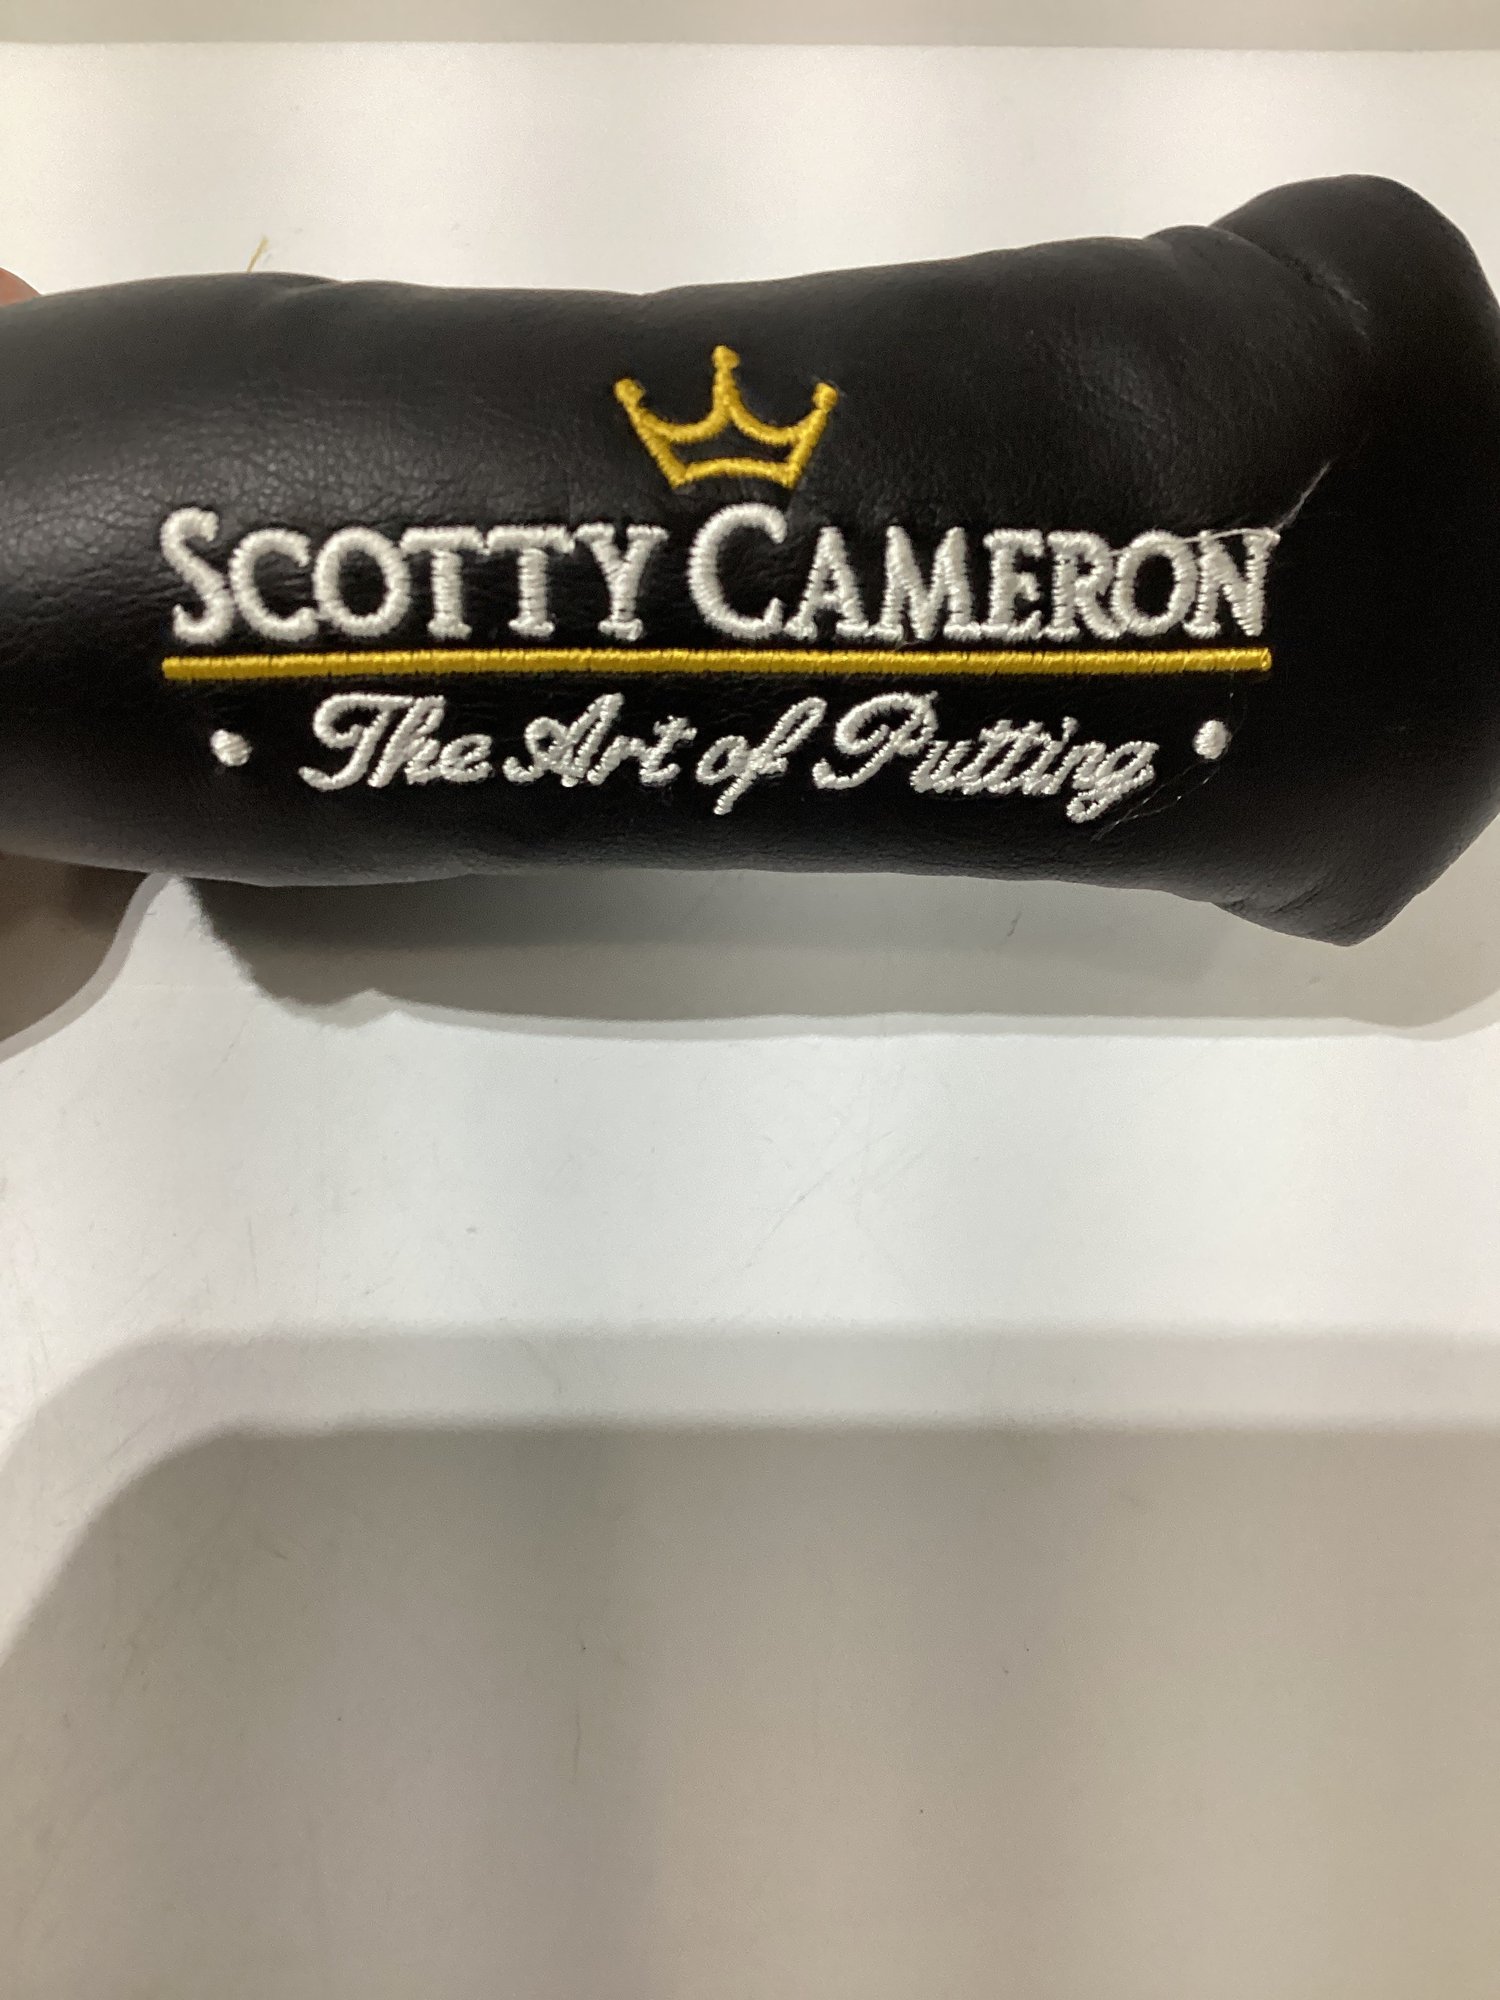 SCOTTY CAMERON
• The Art of Putting •